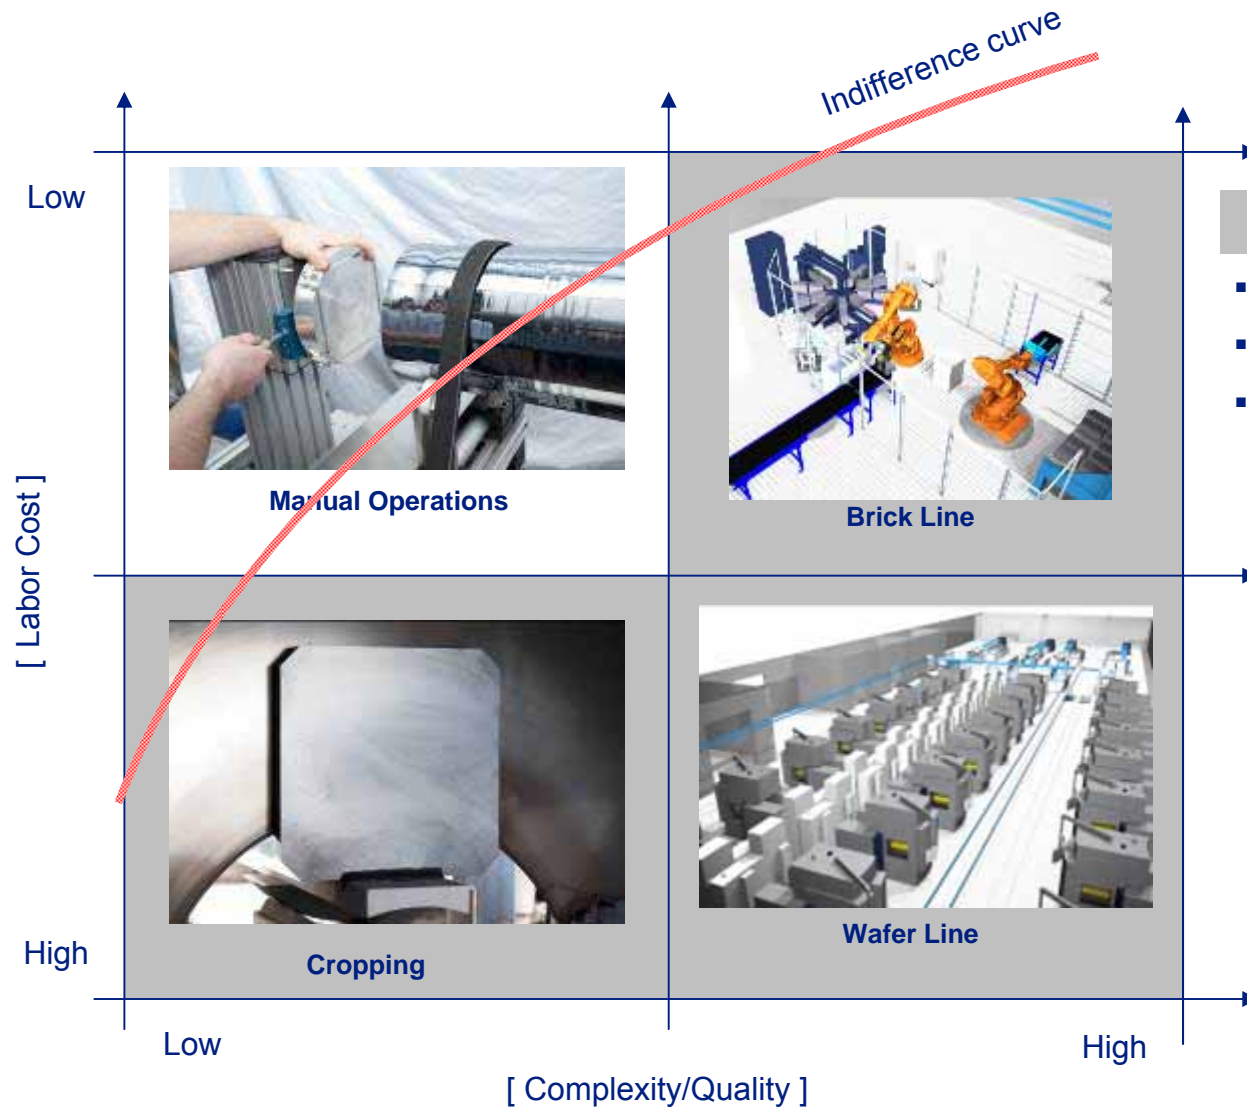 Indifference curve
Low
Manual Operations
Brick Line
[ Labor Cost ]
Cropping
Wafer Line
High
Low
High
[ Complexity/Quality ]